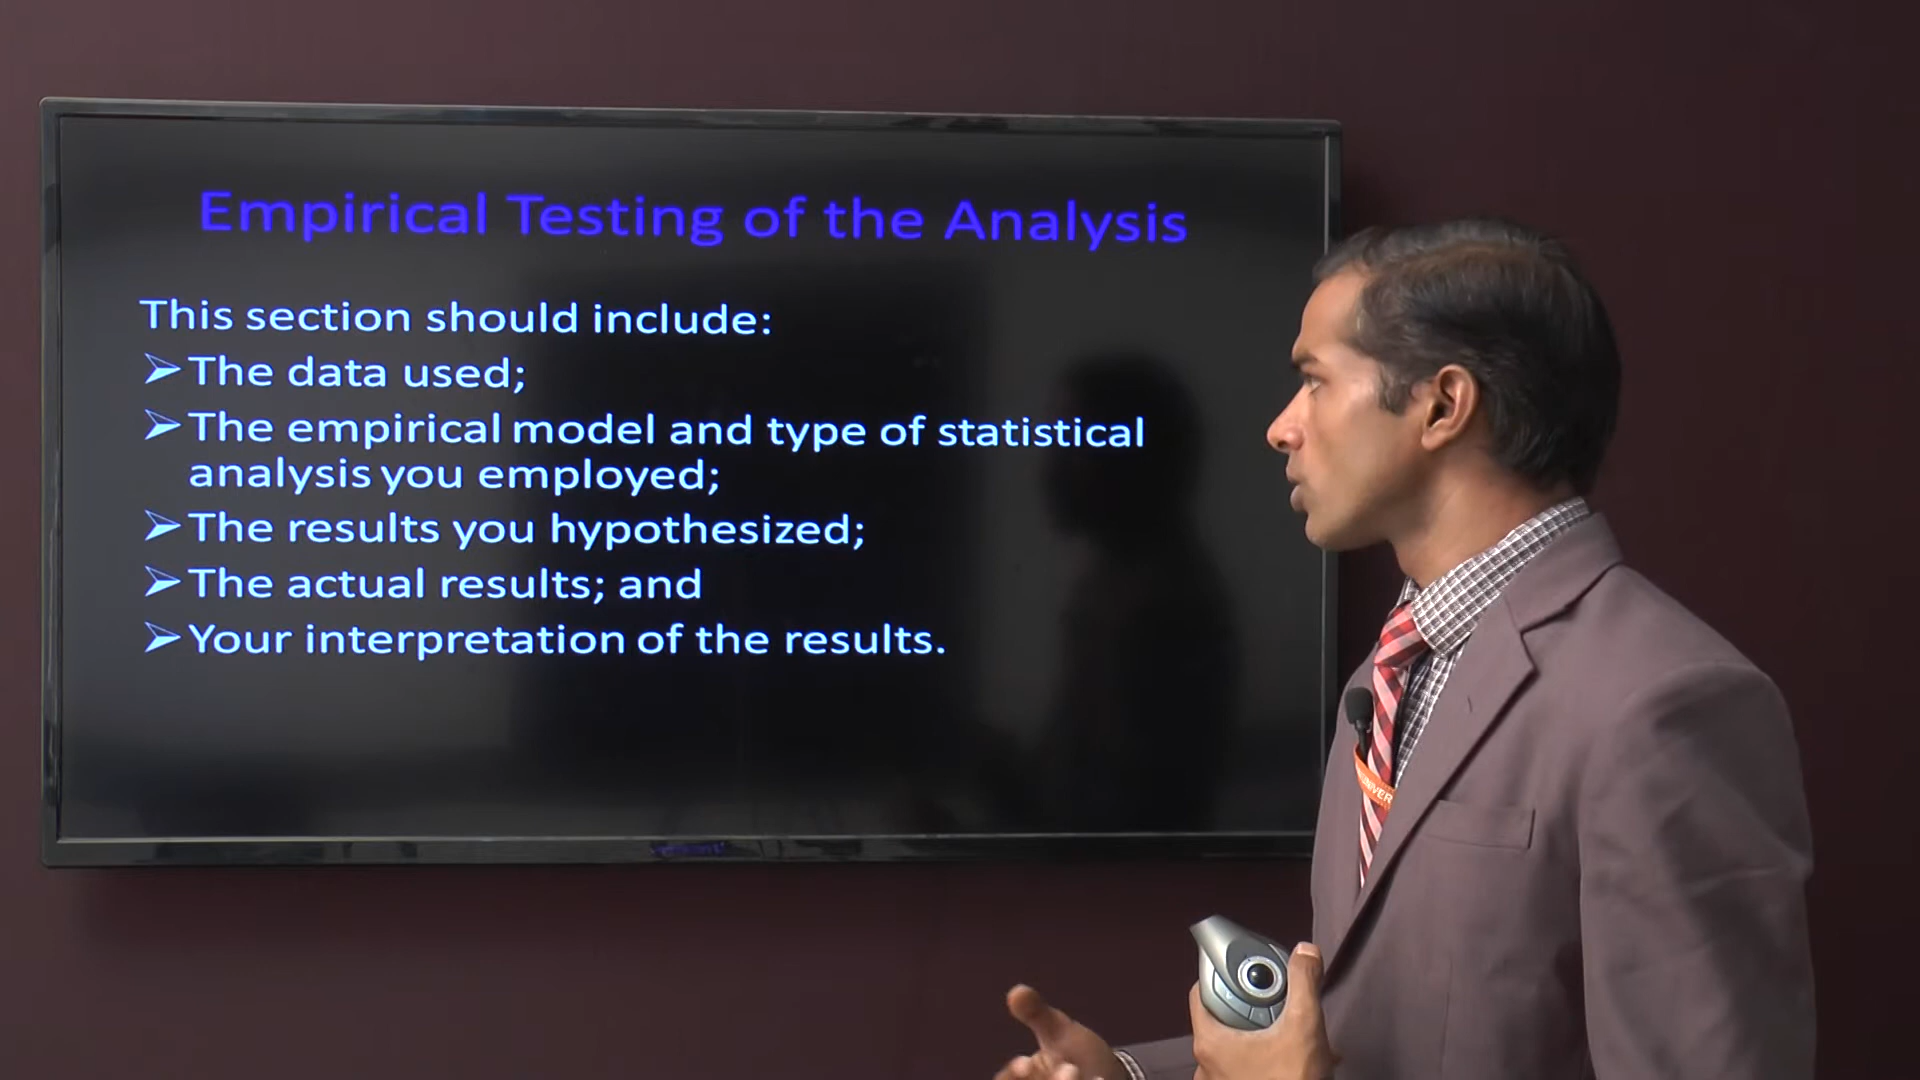 Empirical Testing of the Analysis
This section should include:
➢The data used;
➢The empirical model and type of statistical
analysis you employed;
➢The results you hypothesized;
➢The actual results; and
➢Your interpretation of the results.